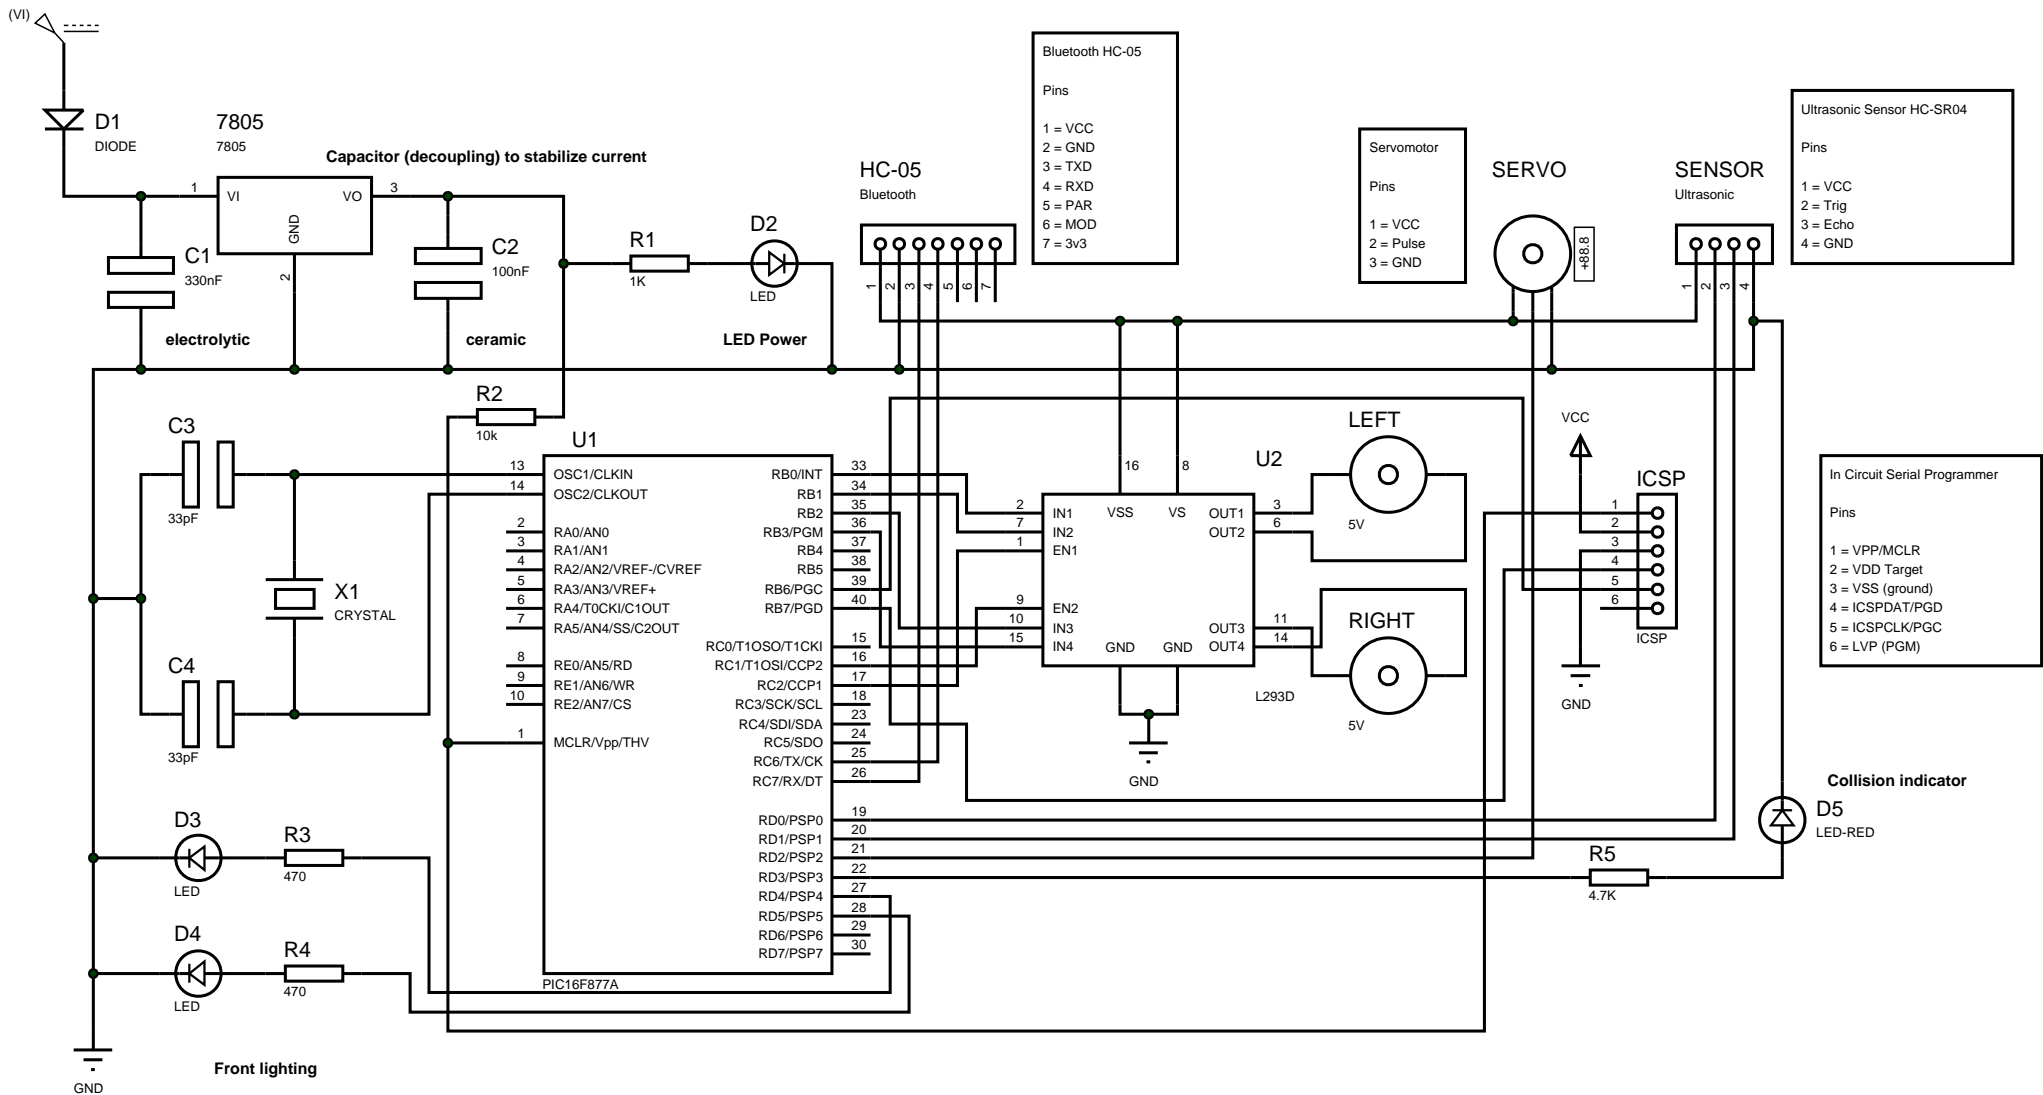 (VI)
D1
DIODE
7805
7805
Capacitor (decoupling) to stabilize current
1
VI
VO
3
GND
2
C1
330nF
electrolytic
C2
100nF
ceramic
R1
1K
D2
LED
LED Power
HC-05
Bluetooth
1
2
3
4
5
6
7
Bluetooth HC-05
Pins
1 = VCC
2 = GND
3 = TXD
4 = RXD
5 = PAR
6 = MOD
7 = 3v3
Servomotor
Pins
1 = VCC
2 = Pulse
3 = GND
SERVO
+88.8
SENSOR
Ultrasonic
1
2
3
4
Ultrasonic Sensor HC-SR04
Pins
1 = VCC
2 = Trig
3 = Echo
4 = GND
R2
10k
C3
33pF
X1
CRYSTAL
C4
33pF
U1
13 OSC1/CLKIN
14 OSC2/CLKOUT
2 RA0/AN0
3 RA1/AN1
4 RA2/AN2/VREF-/CVREF
5 RA3/AN3/VREF+
6 RA4/T0CKI/C1OUT
7 RA5/AN4/SS/C2OUT
8 RE0/AN5/RD
9 RE1/AN6/WR
10 RE2/AN7/CS
1 MCLR/Vpp/THV
RB0/INT 33
RB1 34
RB2 35
RB3/PGM 36
RB4 37
RB5 38
RB6/PGC 39
RB7/PGD 40
RC0/T1OSO/T1CKI 15
RC1/T1OSI/CCP2 16
RC2/CCP1 17
RC3/SCK/SCL 18
RC4/SDI/SDA 23
RC5/SDO 24
RC6/TX/CK 25
RC7/RX/DT 26
RD0/PSP0 19
RD1/PSP1 20
RD2/PSP2 21
RD3/PSP3 22
RD4/PSP4 27
RD5/PSP5 28
RD6/PSP6 29
RD7/PSP7 30
PIC16F877A
U2
16
8
VSS
VS
2 IN1
7 IN2
1 EN1
9 EN2
10 IN3
15 IN4
OUT1 3
OUT2 6
OUT3 11
OUT4 14
GND
GND
L293D
GND
LEFT
5V
RIGHT
5V
VCC
ICSP
1
2
3
4
5
6
ICSP
GND
In Circuit Serial Programmer
Pins
1 = VPP/MCLR
2 = VDD Target
3 = VSS (ground)
4 = ICSPDAT/PGD
5 = ICSPCLK/PGC
6 = LVP (PGM)
Collision indicator
D5
LED-RED
R5
4.7K
D3
LED
R3
470
D4
LED
R4
470
GND
Front lighting